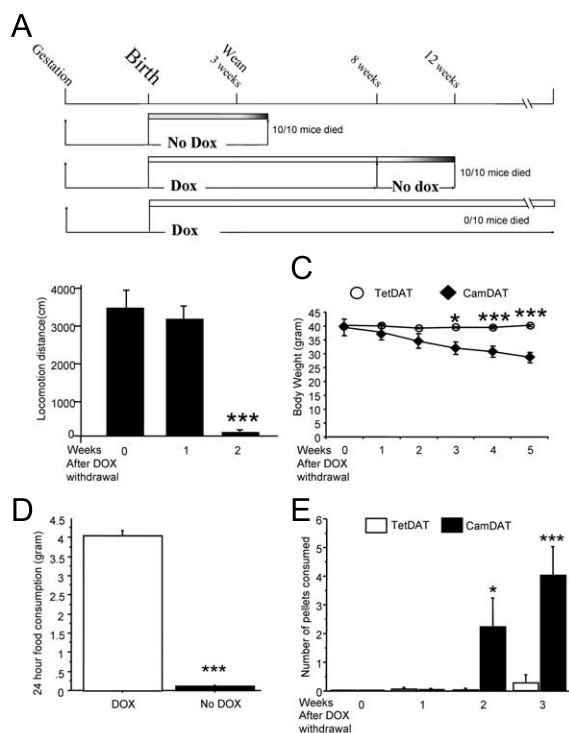 A
Gestation
Birth
Wean
3 weeks
8 weeks
12 weeks
10/10 mice died
No Dox
10/10 mice died
Dox
No dox
0/10 mice died
Dox
4000
3000
2000
1000
0
Locomotion distance(cm)
***
Weeks 0 1 2
After DOX
withdrawal
C
TetDAT CamDAT
* *** ***
45
40
35
30
25
20
15
10
5
0
Body Weight (gram)
Weeks 0 1 2 3 4 5
After DOX
withdrawal
D
4.5
4
3.5
3
2.5
2
1.5
1
.5
0
24 hour food consumption (gram)
***
DOX No DOX
E
TetDAT CamDAT
6
5
4
3
2
1
0
Number of pellets consumed
* ***
Weeks 0 1 2 3
After DOX
withdrawal